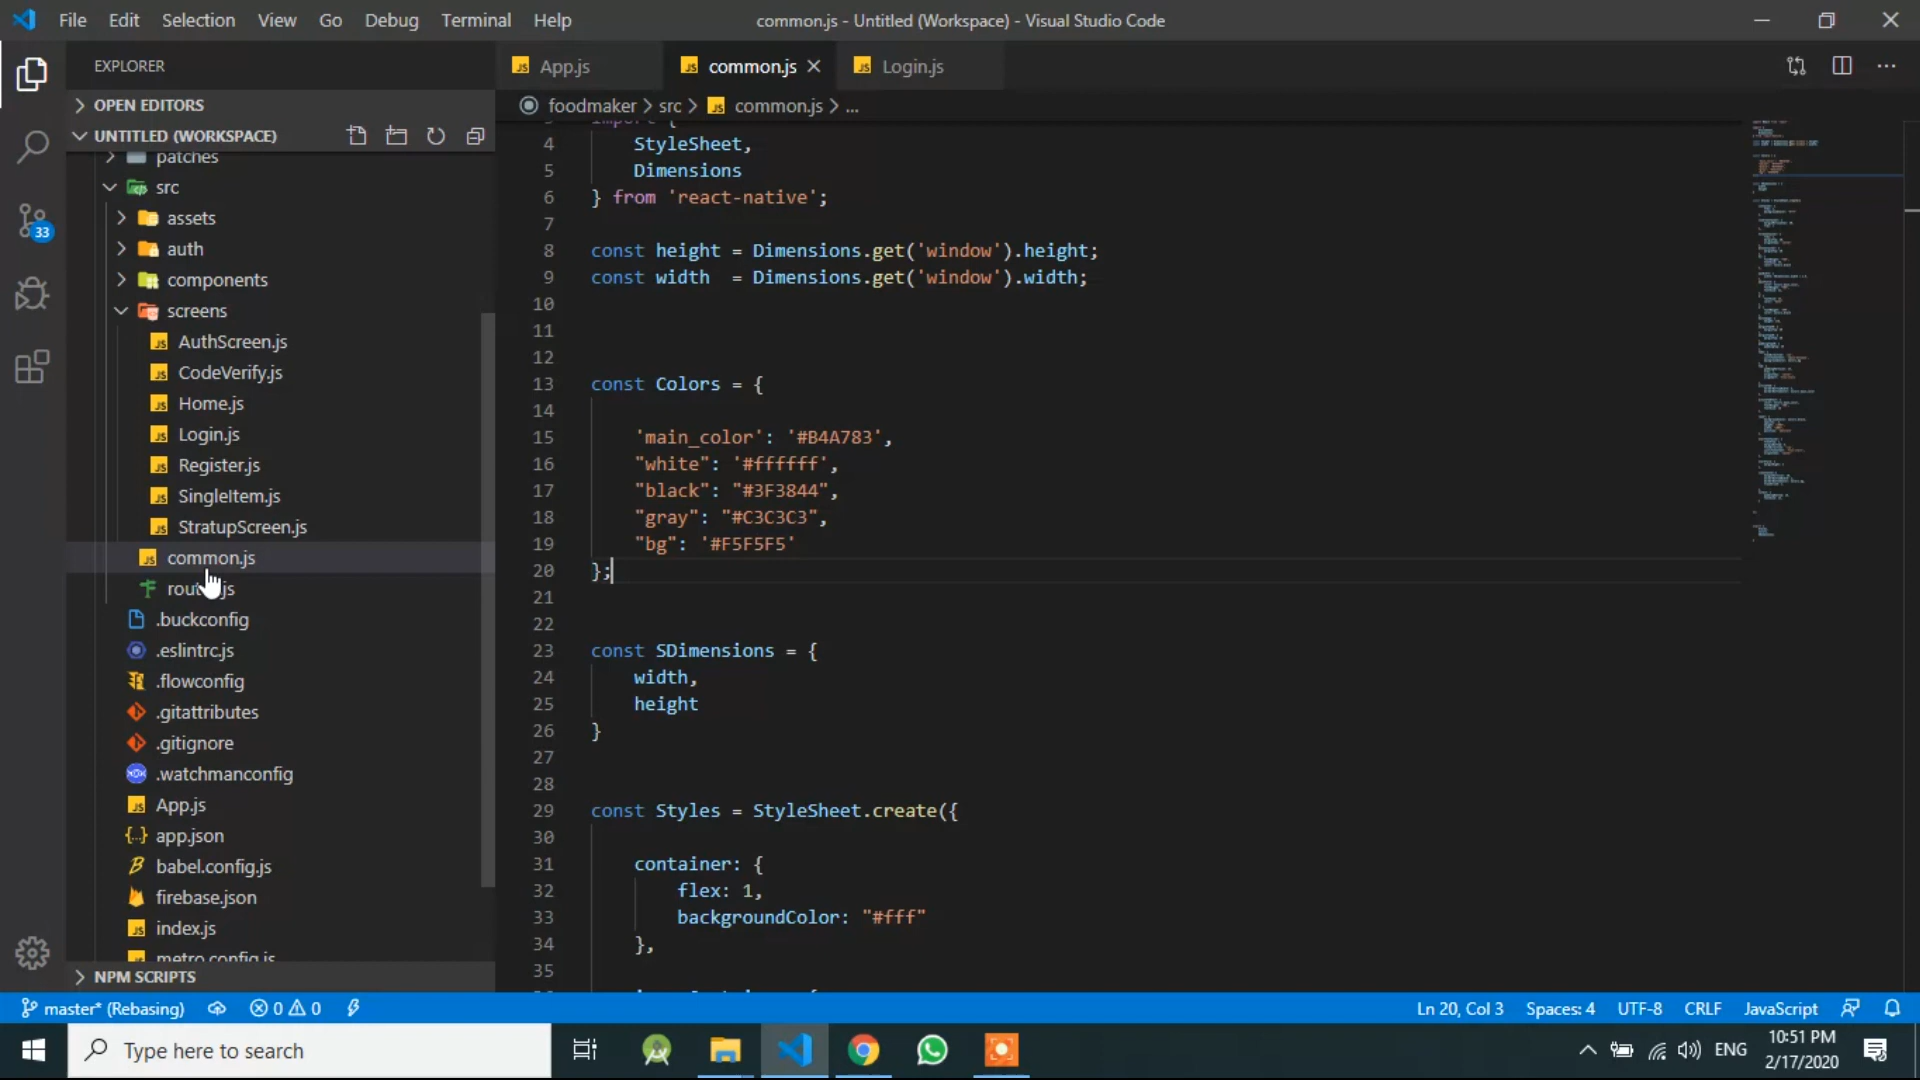 File Edit Selection View Go Debug Terminal Help
common.js - Untitled (Workspace) - Visual Studio Code
EXPLORER
App.js
common.js
Login.js
OPEN EDITORS
foodmaker > src > common.js > ...
UNTITLED (WORKSPACE)
patches
src
assets
auth
components
screens
AuthScreen.js
CodeVerify.js
Home.js
Login.js
Register.js
SingleItem.js
StratupScreen.js
common.js
.buckconfig
.eslintrc.js
.flowconfig
.gitattributes
.gitignore
.watchmanconfig
App.js
app.json
babel.config.js
firebase.json
index.js
metro.config.js
NPM SCRIPTS
33
3 import {
4 StyleSheet,
5 Dimensions
6 } from 'react-native';
7
8 const height = Dimensions.get('window').height;
9 const width  = Dimensions.get('window').width;
10
11
12
13 const Colors = {
14
15 'main_color': '#B4A783',
16 "white": '#ffffff',
17 "black": "#3F3844",
18 "gray": "#C3C3C3",
19 "bg": '#F5F5F5'
20 };
21
22
23 const SDimensions = {
24 width,
25 height
26 }
27
28
29 const Styles = StyleSheet.create({
30
31 container: {
32 flex: 1,
33 backgroundColor: "#fff"
34 },
35
master* (Rebasing) 0 0
Ln 20, Col 3 Spaces: 4 UTF-8 CRLF JavaScript
Type here to search
ENG
10:51 PM
2/17/2020